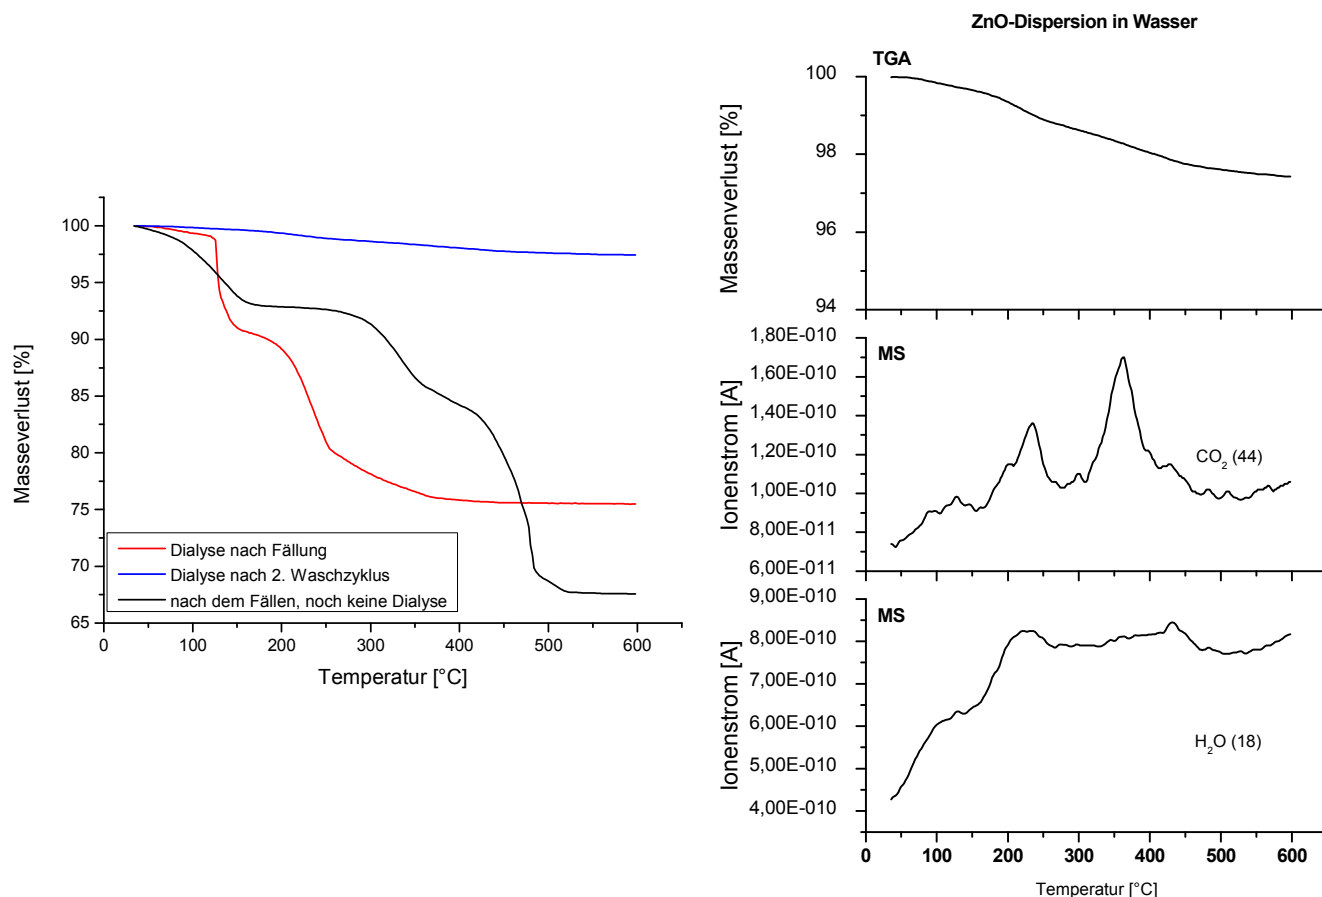 ZnO-Dispersion in Wasser
Masseverlust [%]
100
95
90
85
80
75
70
65
0 100 200 300 400 500 600
Temperatur [°C]
Dialyse nach Fällung
Dialyse nach 2. Waschzyklus
nach dem Fällen, noch keine Dialyse
TGA
Massenverlust [%]
100
98
96
94
MS
Ionenstrom [A]
1,80E-010
1,60E-010
1,40E-010
1,20E-010
1,00E-010
8,00E-011
6,00E-011
CO₂ (44)
MS
Ionenstrom [A]
9,00E-010
8,00E-010
7,00E-010
6,00E-010
5,00E-010
4,00E-010
H₂O (18)
0 100 200 300 400 500 600
Temperatur [°C]